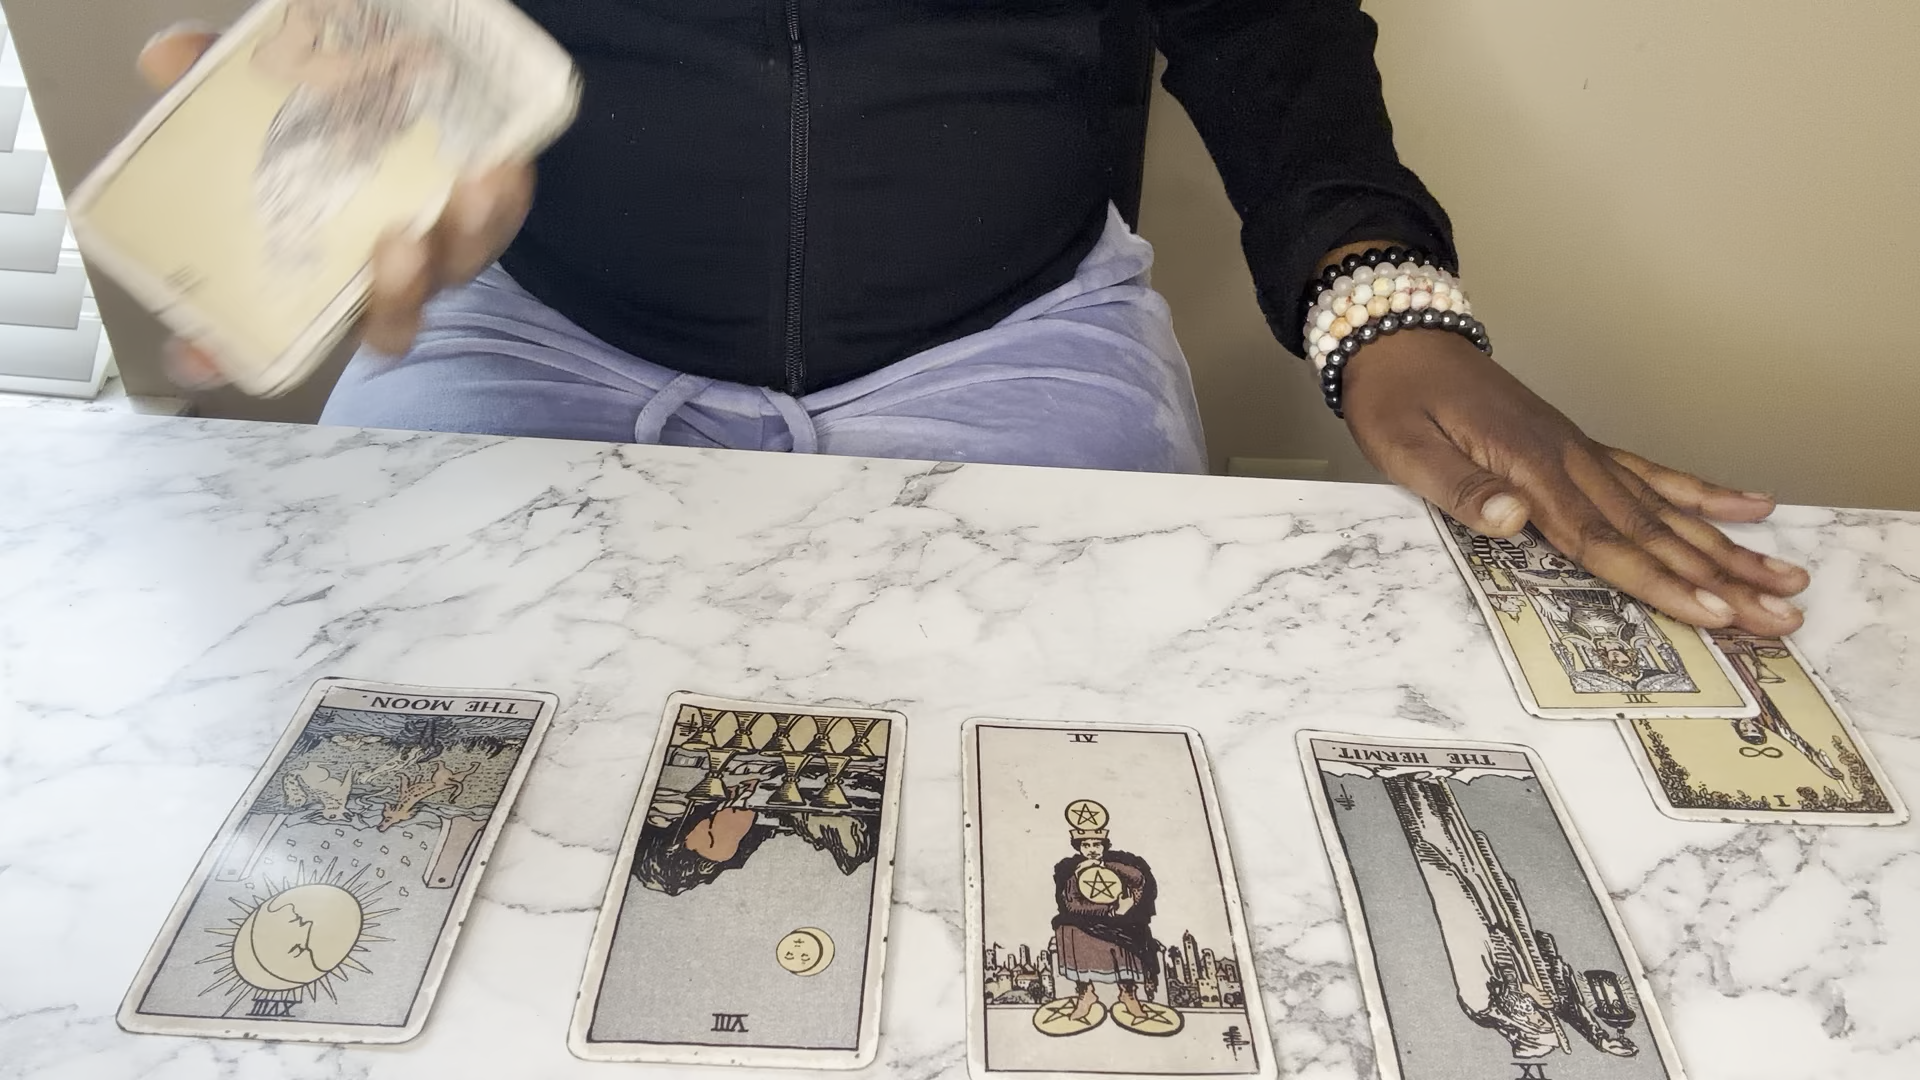 THE MOON.
XVIII
VIII
IV
THE HERMIT.
IX
VII
I